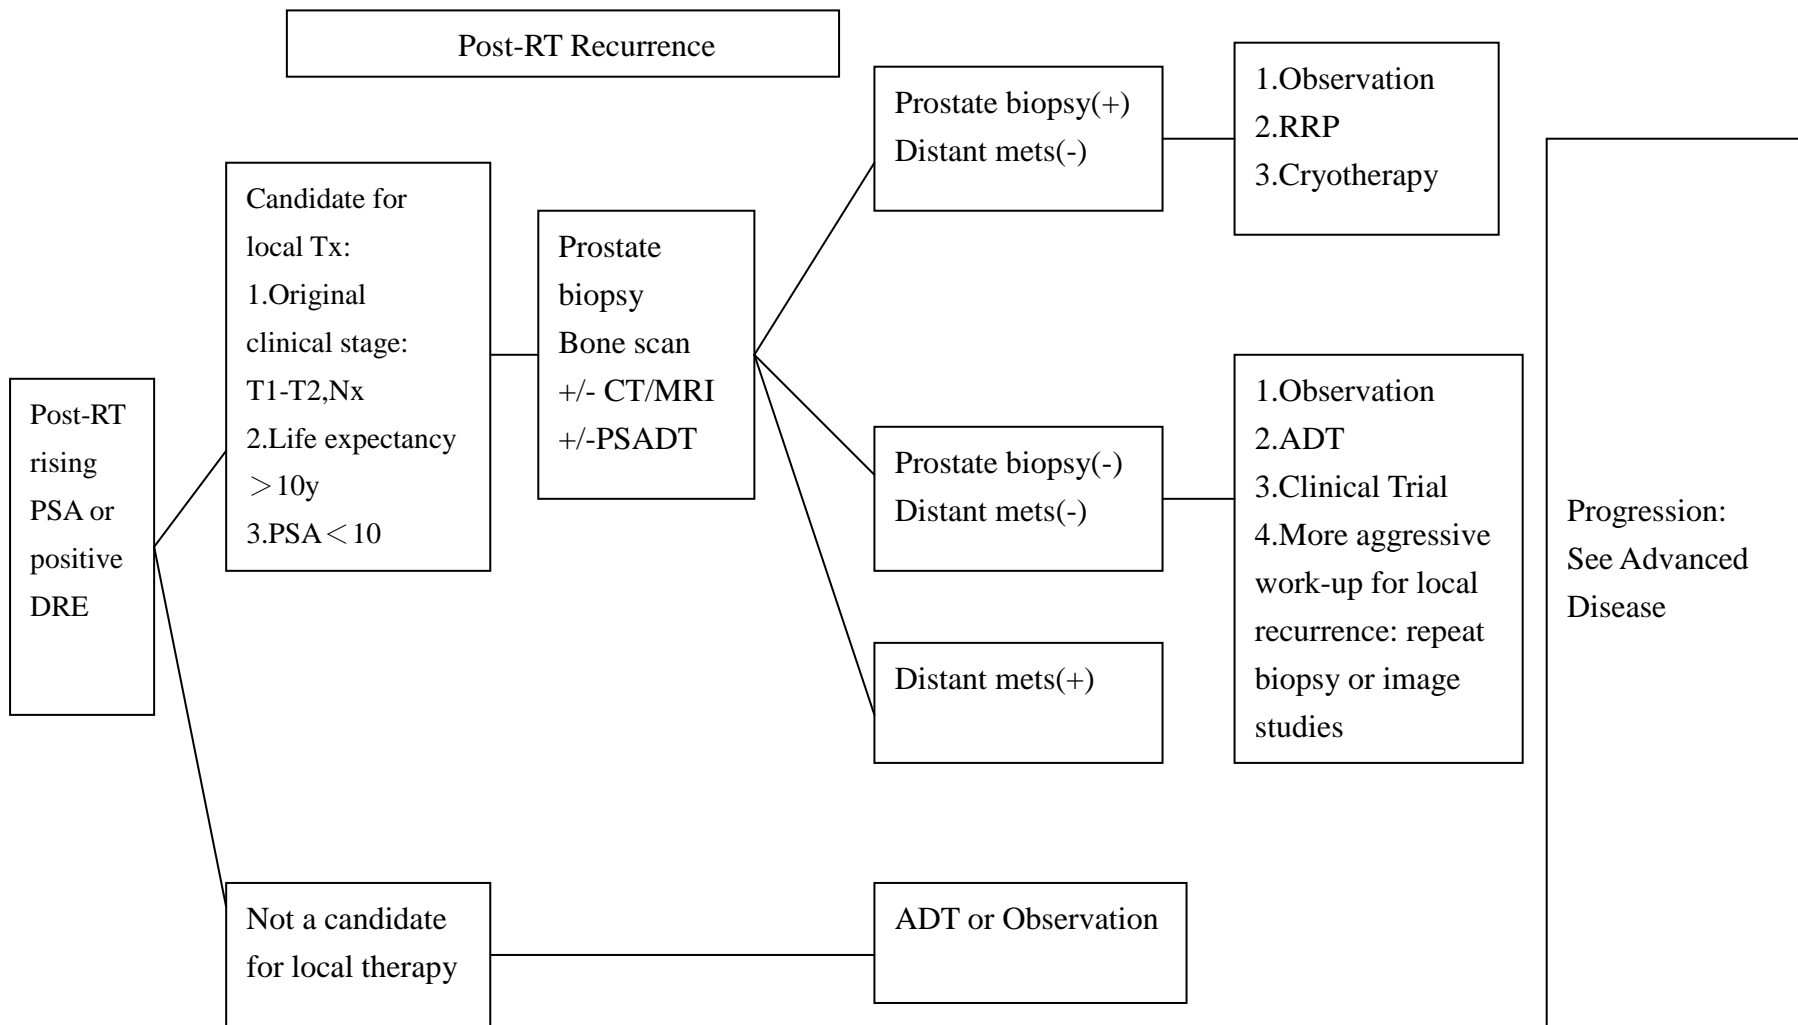 Post-RT Recurrence
Post-RT
rising
PSA or
positive
DRE
Candidate for
local Tx:
1.Original
clinical stage:
T1-T2,Nx
2.Life expectancy
＞10y
3.PSA＜10
Prostate
biopsy
Bone scan
+/- CT/MRI
+/-PSADT
Prostate biopsy(+)
Distant mets(-)
1.Observation
2.RRP
3.Cryotherapy
Prostate biopsy(-)
Distant mets(-)
1.Observation
2.ADT
3.Clinical Trial
4.More aggressive
work-up for local
recurrence: repeat
biopsy or image
studies
Distant mets(+)
Not a candidate
for local therapy
ADT or Observation
Progression:
See Advanced
Disease